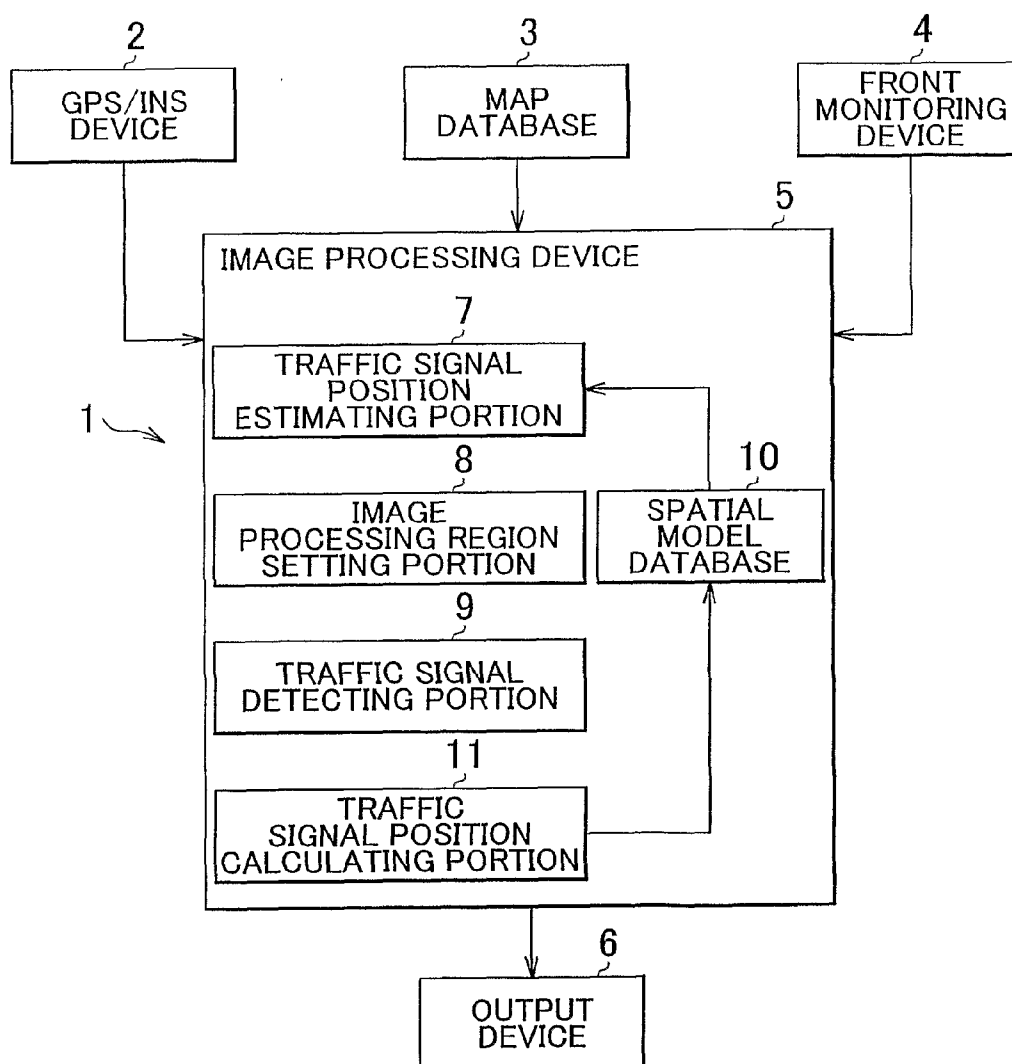 2
GPS/INS
DEVICE
3
MAP
DATABASE
4
FRONT
MONITORING
DEVICE
5
IMAGE PROCESSING DEVICE
7
TRAFFIC SIGNAL
POSITION
ESTIMATING PORTION
1
8
IMAGE
PROCESSING REGION
SETTING PORTION
10
SPATIAL
MODEL
DATABASE
9
TRAFFIC SIGNAL
DETECTING PORTION
11
TRAFFIC
SIGNAL POSITION
CALCULATING PORTION
6
OUTPUT
DEVICE